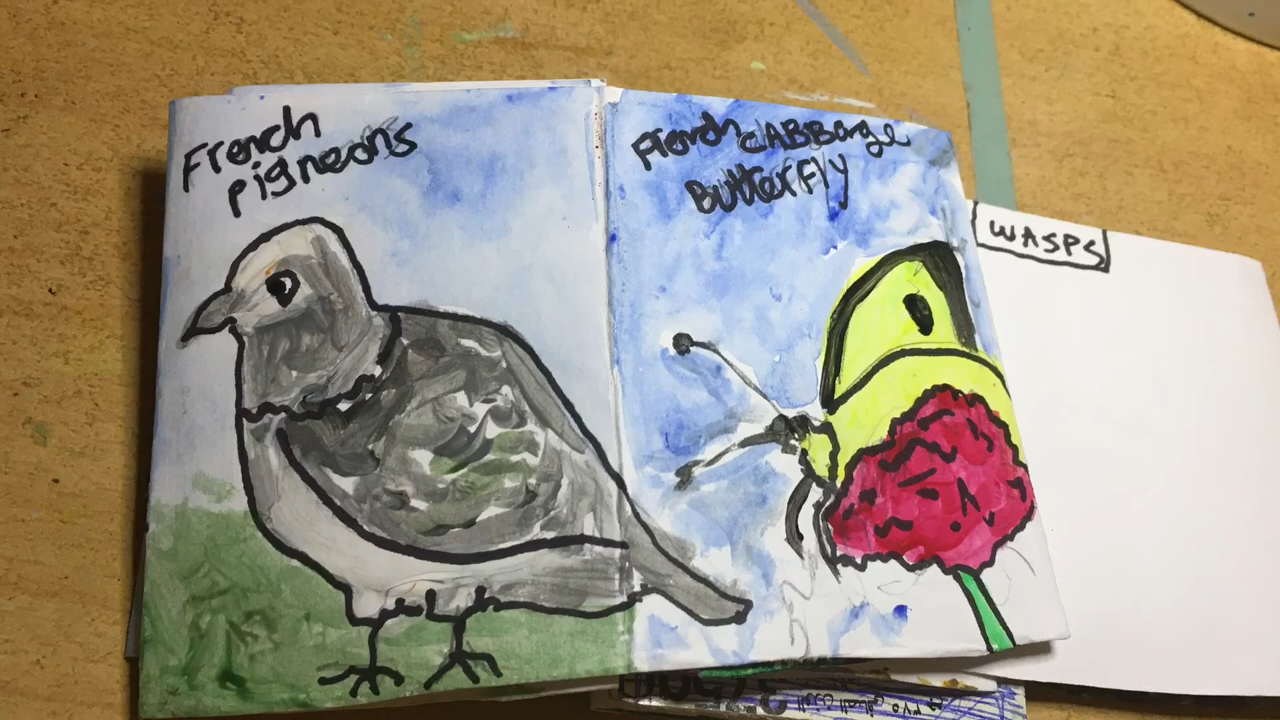 French
pigneons
French CABBage
ButterFly
WASPS